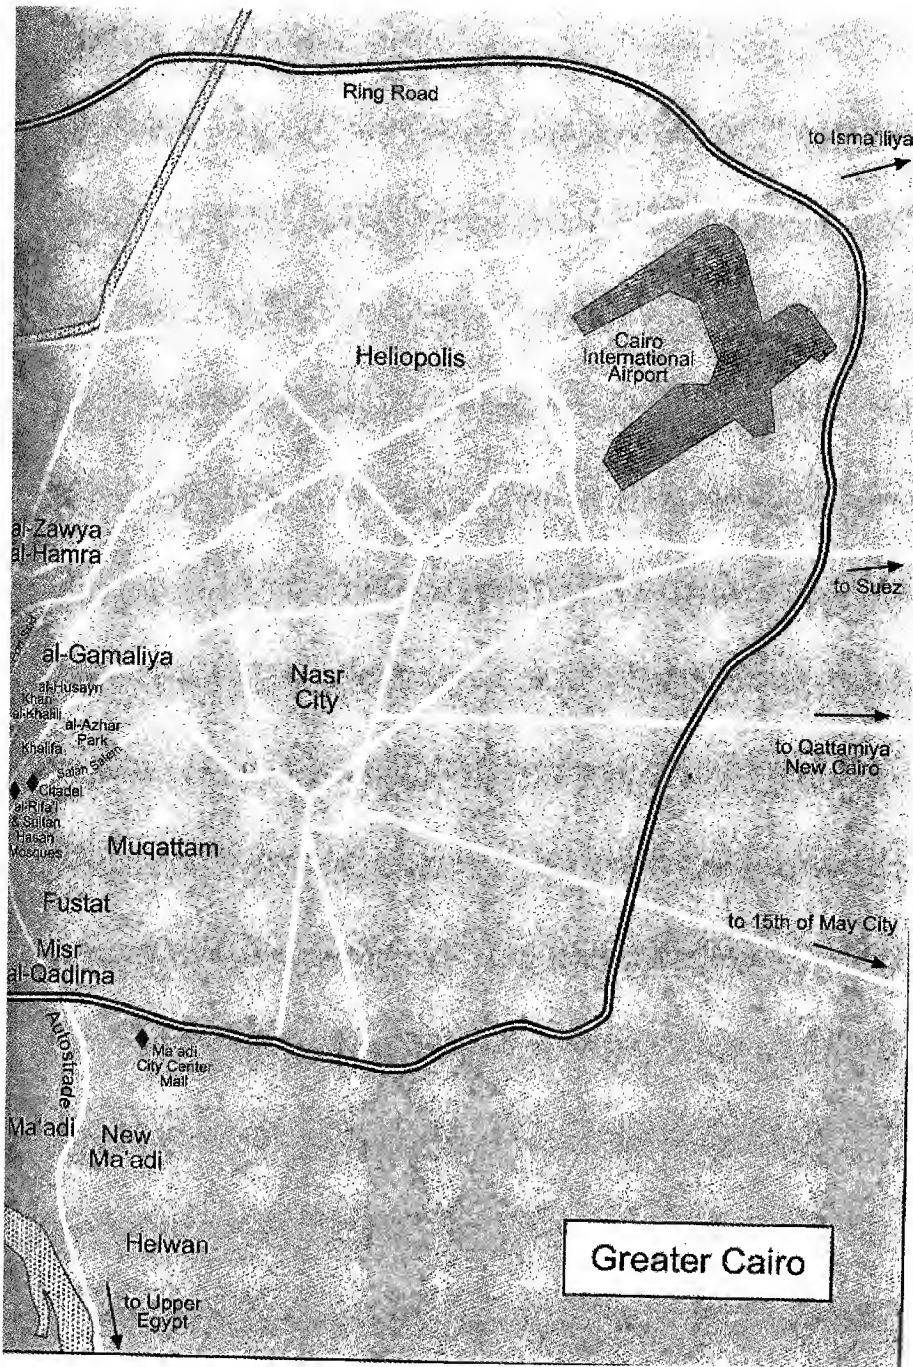 Ring Road
to Isma'iliya
Heliopolis
Cairo
International
Airport
al-Zawya
al-Hamra
to Suez
al-Gamaliya
al-Husayn
Khan
al-Khalili
al-Azhar
Park
Nasr
City
Khalifa
Salah Salem
Citadel
al-Rifa'i
& Sultan
Hasan
Mosques
to Qattamiya
New Cairo
Muqattam
Fustat
to 15th of May City
Misr
al-Qadima
Autostrade
Ma'adi
City Center
Mall
Ma'adi
New
Ma'adi
Helwan
Greater Cairo
to Upper
Egypt